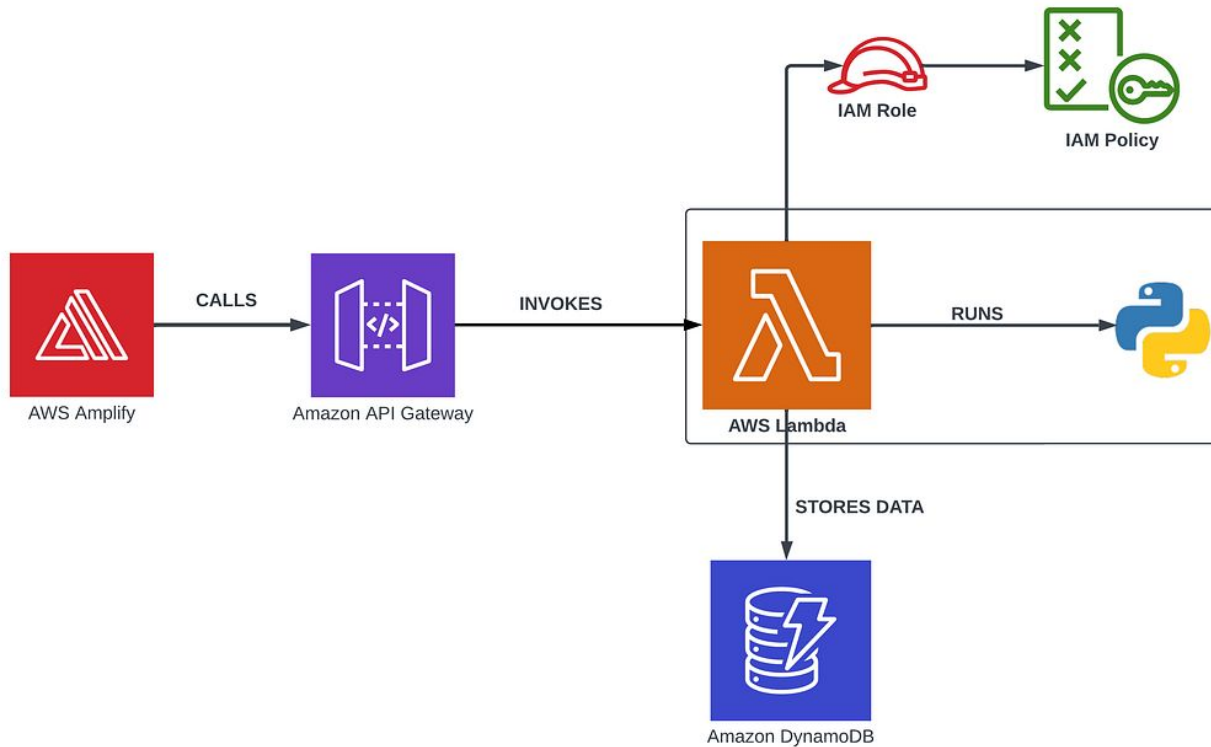 IAM Role
IAM Policy
CALLS
INVOKES
RUNS
</>
AWS Amplify
Amazon API Gateway
AWS Lambda
STORES DATA
Amazon DynamoDB